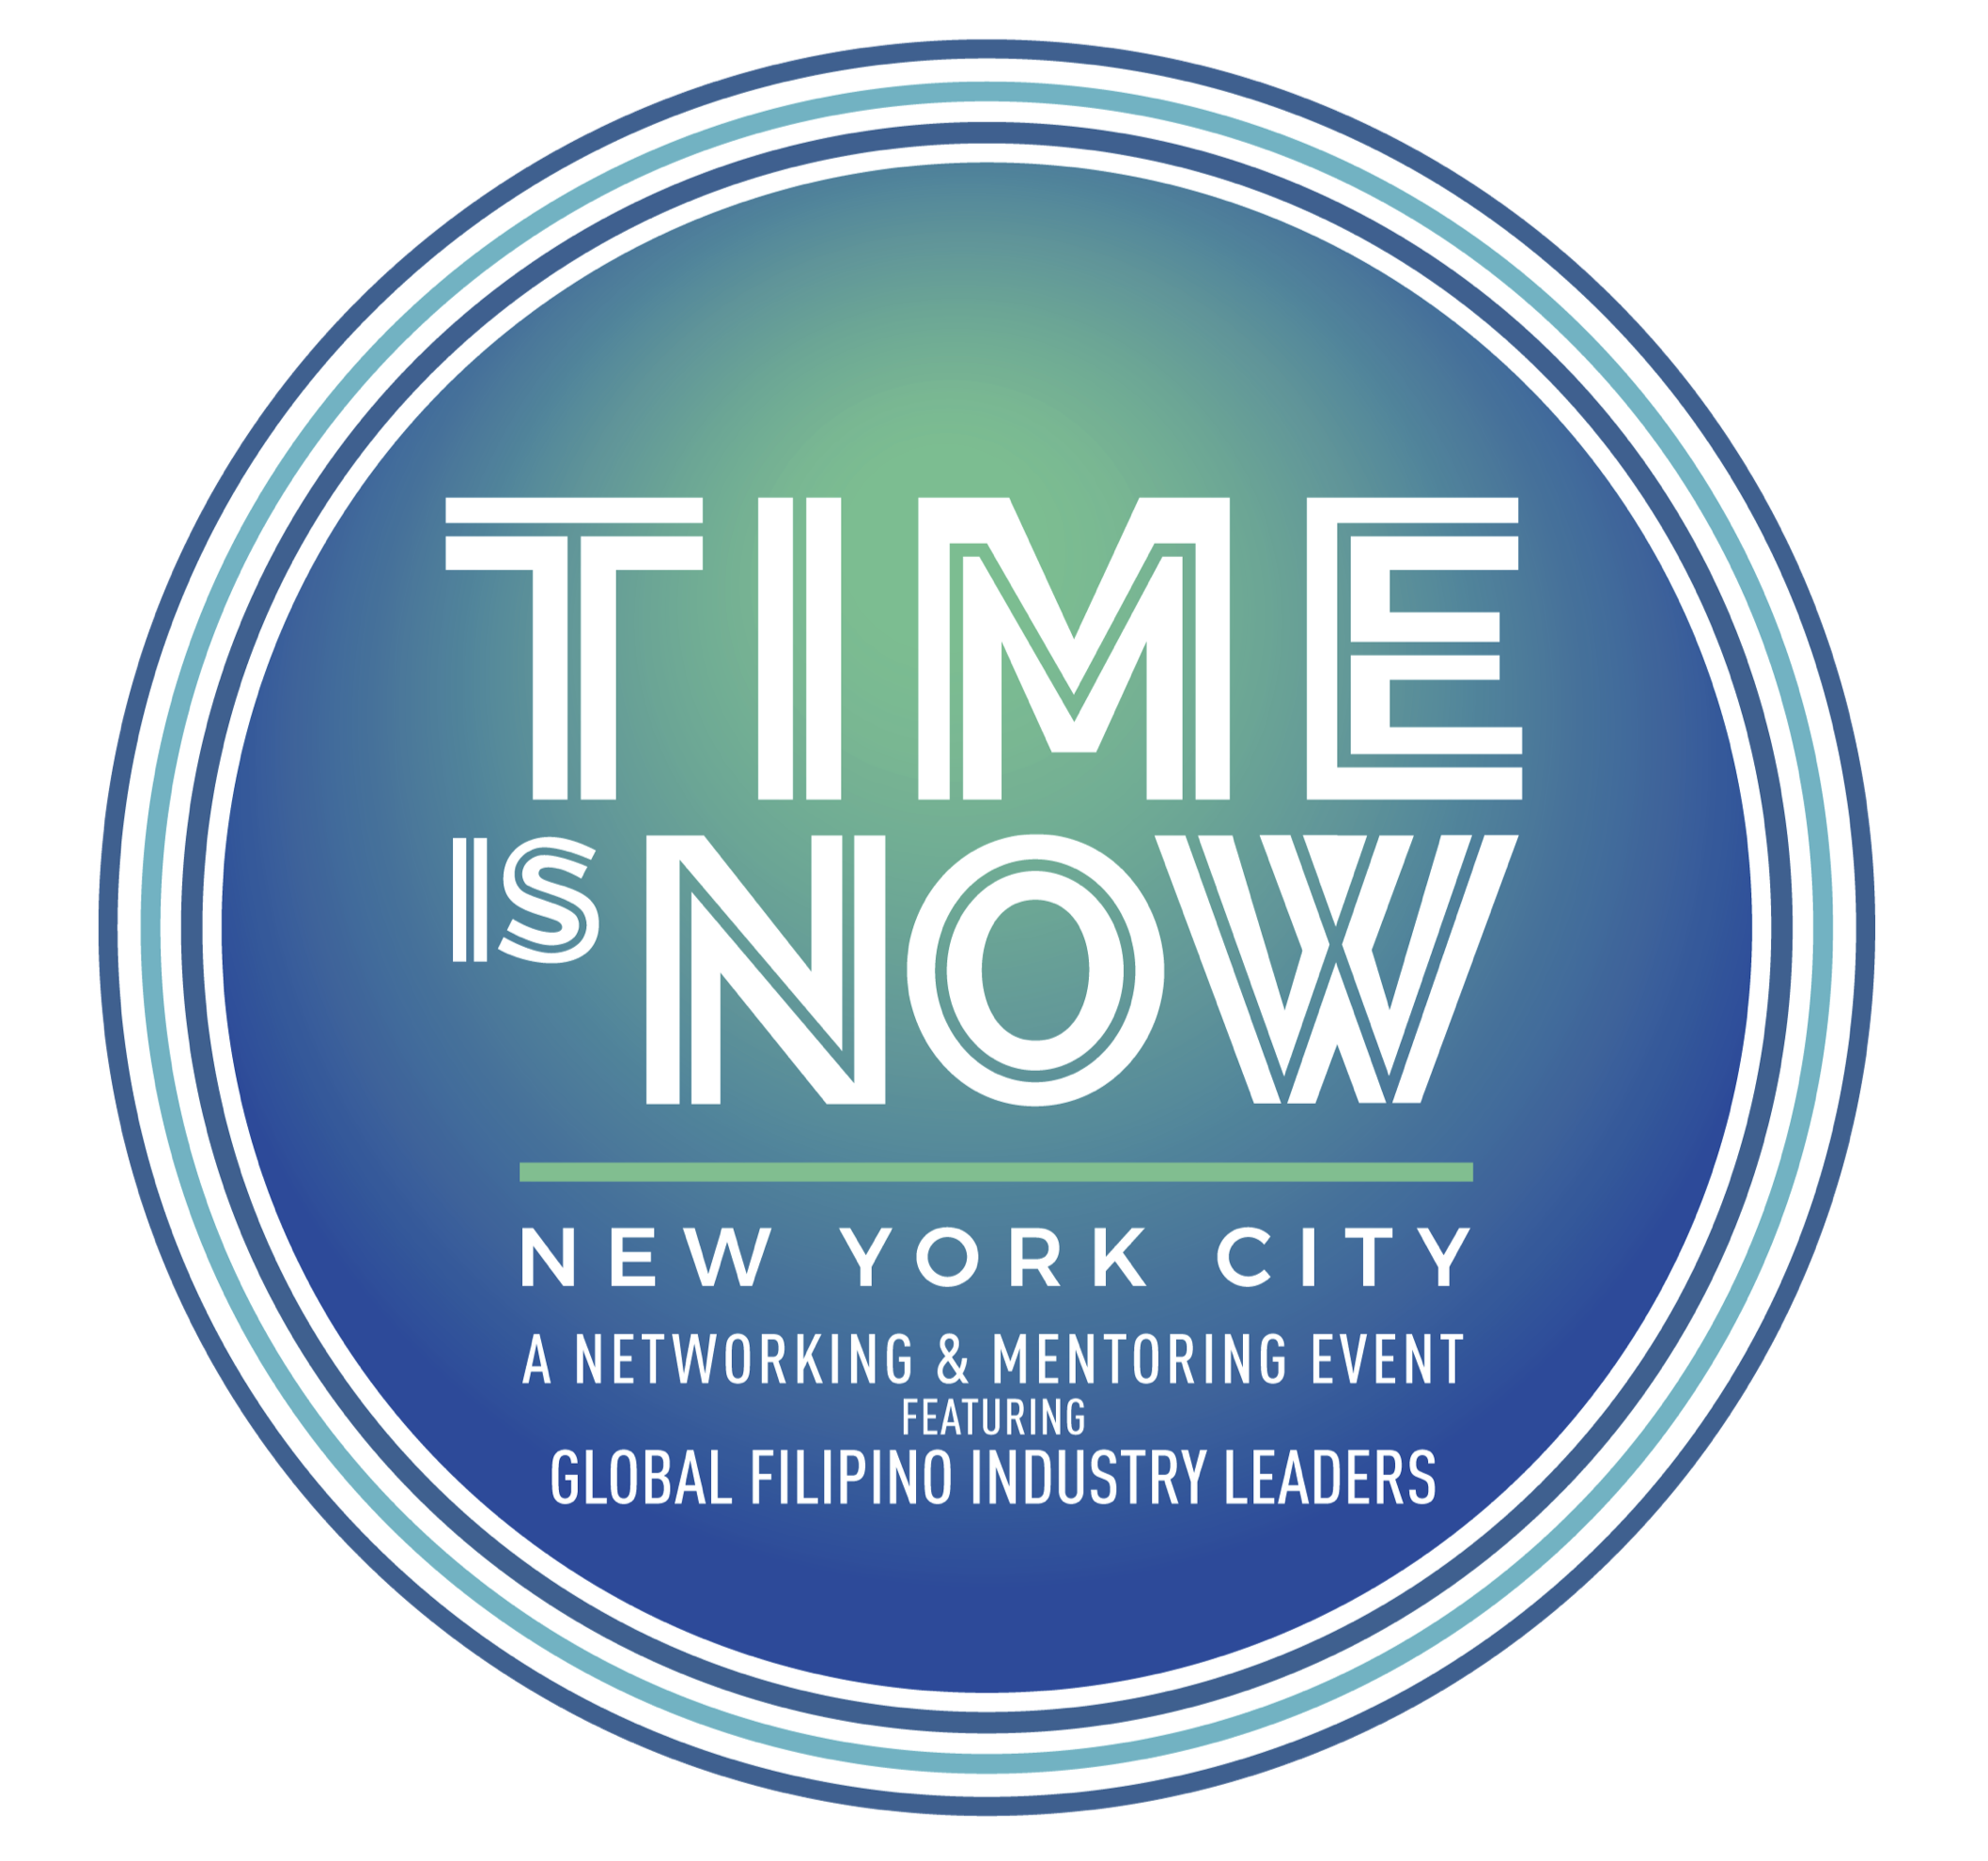 TIME
IS NOW
NEW YORK CITY
A NETWORKING & MENTORING EVENT
FEATURING
GLOBAL FILIPINO INDUSTRY LEADERS